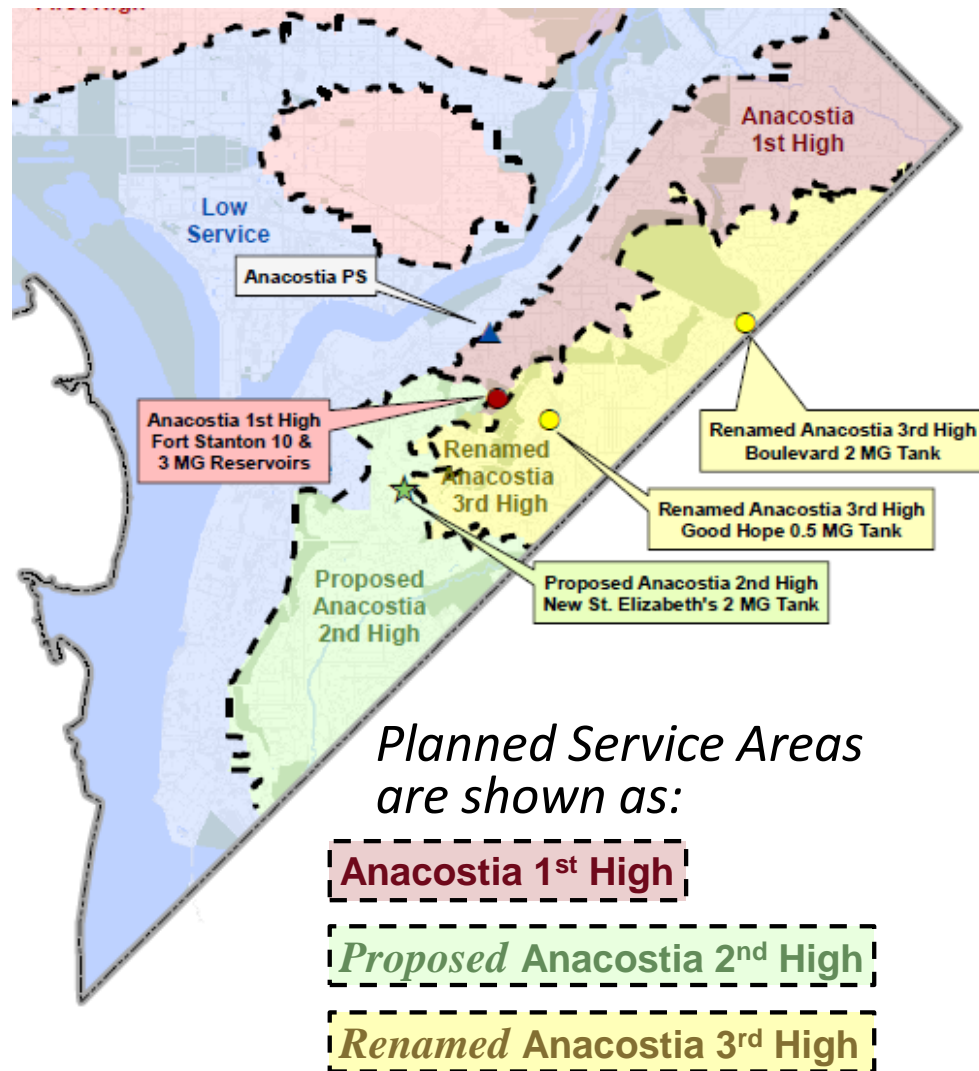 Anacostia
1st High
Low
Service
Anacostia PS
Anacostia 1st High
Fort Stanton 10 &
3 MG Reservoirs
Renamed
Anacostia
3rd High
Renamed Anacostia 3rd High
Boulevard 2 MG Tank
Renamed Anacostia 3rd High
Good Hope 0.5 MG Tank
Proposed Anacostia 2nd High
New St. Elizabeth's 2 MG Tank
Proposed
Anacostia
2nd High
Planned Service Areas
are shown as:
Anacostia 1st High
Proposed Anacostia 2nd High
Renamed Anacostia 3rd High